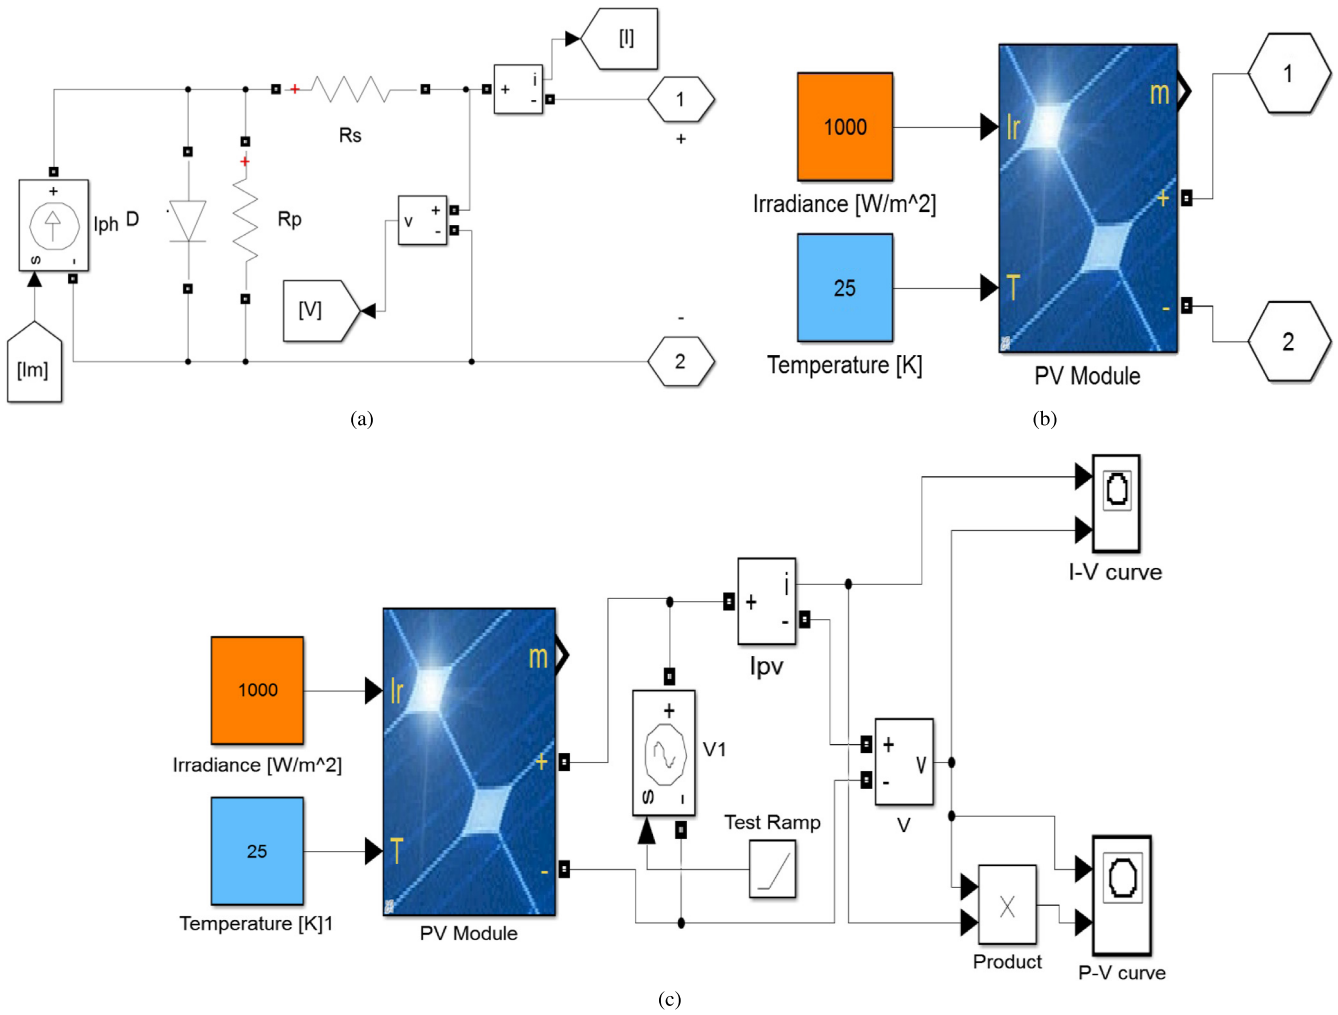 [I]
+
i
-
1
+
Rs
+
+
Iph
D
+
Rp
v
+
-
s
-
[V]
-
2
[Im]
(a)
1000
Irradiance [W/m^2]
25
Temperature [K]
Ir
m
+
T
-
PV Module
1
2
(b)
1000
Irradiance [W/m^2]
25
Temperature [K]1
Ir
m
+
T
-
PV Module
+
V1
s
-
Test Ramp
+
i
-
Ipv
+
v
-
V
I-V curve
X
Product
P-V curve
(c)